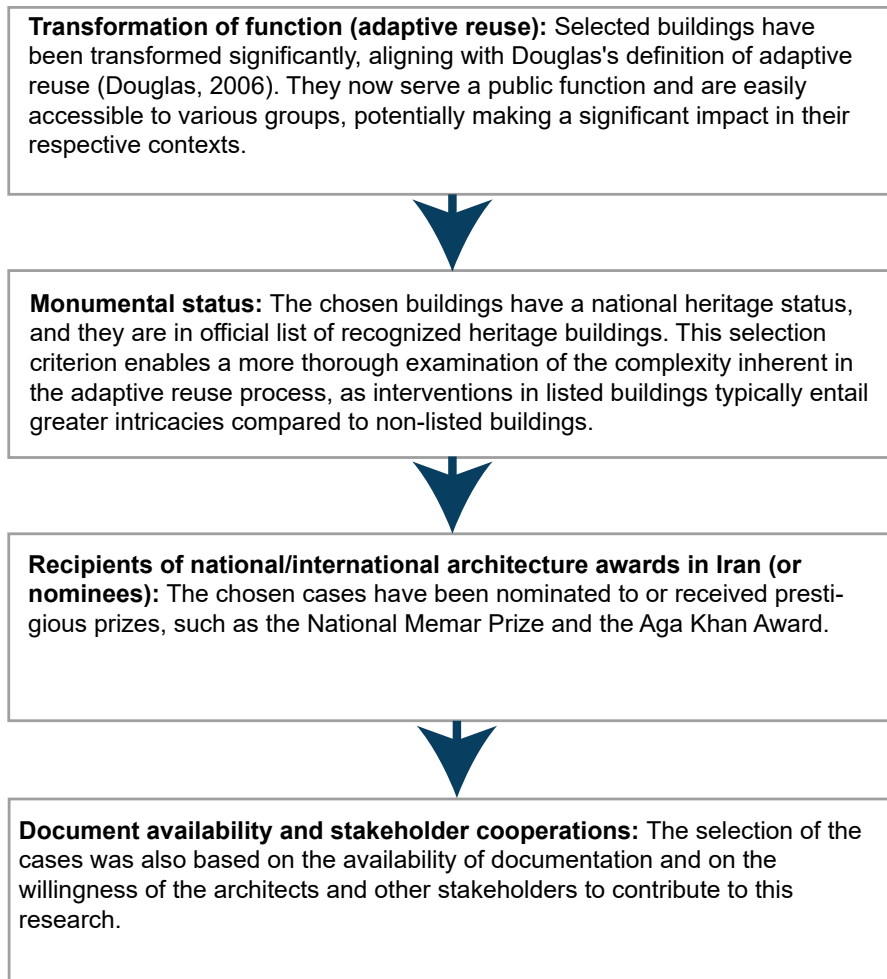 Transformation of function (adaptive reuse): Selected buildings have
been transformed significantly, aligning with Douglas's definition of adaptive
reuse (Douglas, 2006). They now serve a public function and are easily
accessible to various groups, potentially making a significant impact in their
respective contexts.
Monumental status: The chosen buildings have a national heritage status,
and they are in official list of recognized heritage buildings. This selection
criterion enables a more thorough examination of the complexity inherent in
the adaptive reuse process, as interventions in listed buildings typically entail
greater intricacies compared to non-listed buildings.
Recipients of national/international architecture awards in Iran (or
nominees): The chosen cases have been nominated to or received presti-
gious prizes, such as the National Memar Prize and the Aga Khan Award.
Document availability and stakeholder cooperations: The selection of the
cases was also based on the availability of documentation and on the
willingness of the architects and other stakeholders to contribute to this
research.